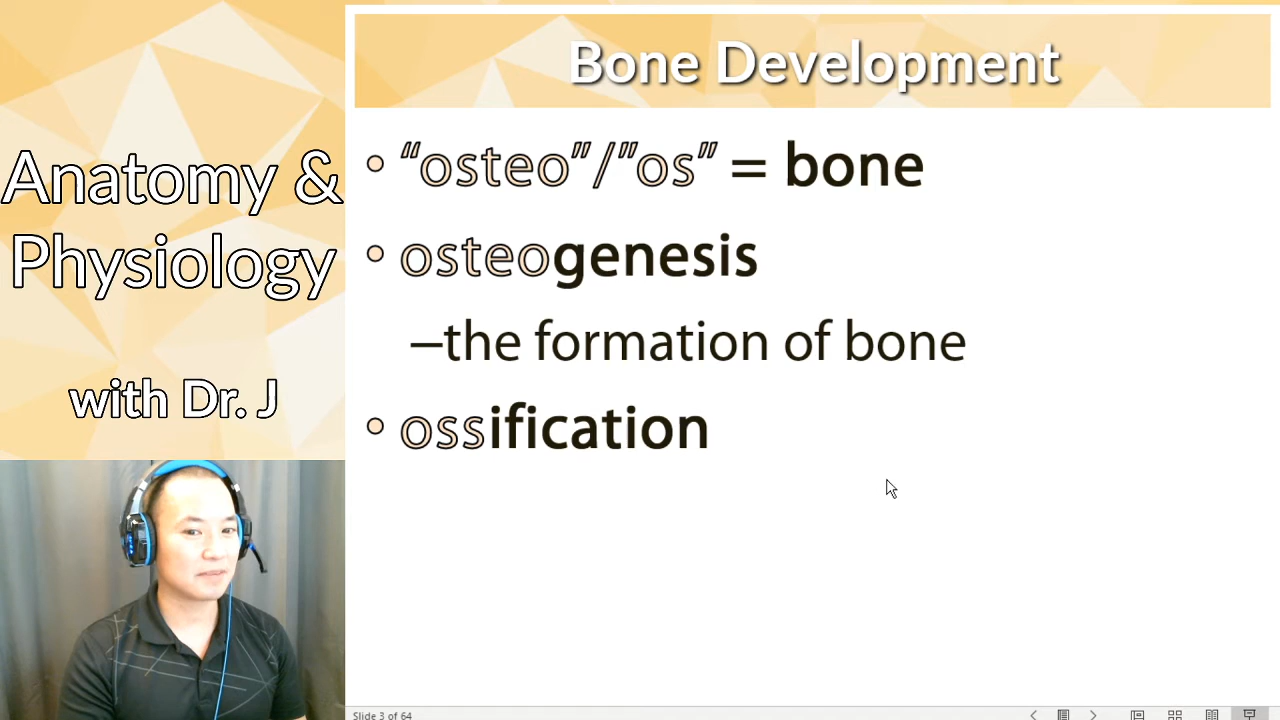 Anatomy &
Physiology
with Dr. J
Bone Development
• “osteo”/”os” = bone
• osteogenesis
–the formation of bone
• ossification
Slide 3 of 64